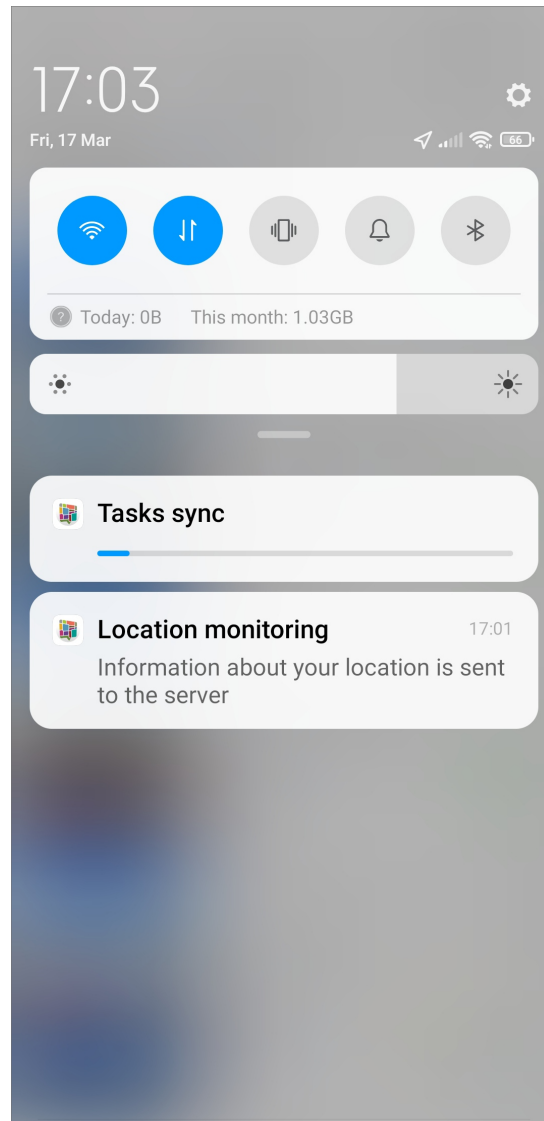 17:03
Fri, 17 Mar
66
Today: 0B This month: 1.03GB
Tasks sync
Location monitoring 17:01
Information about your location is sent
to the server